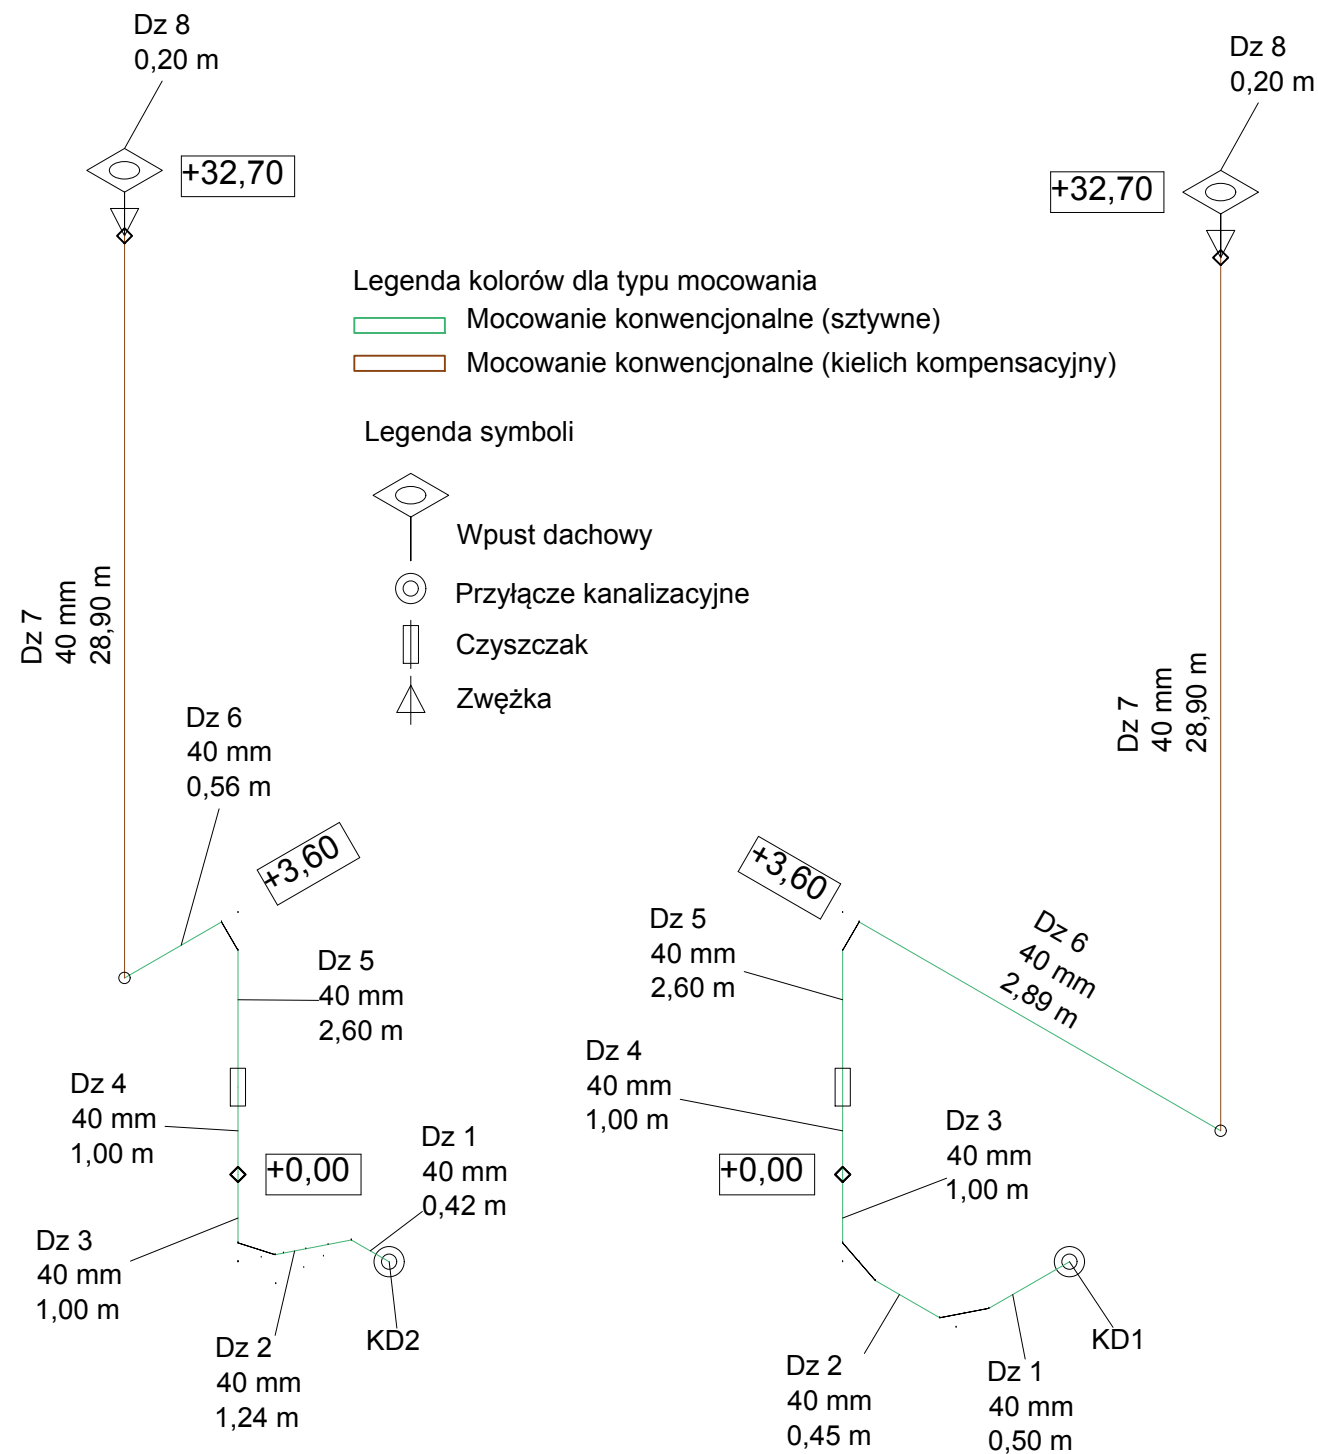 Dz 8
0,20 m
+32,70
Dz 8
0,20 m
+32,70
Legenda kolorów dla typu mocowania
Mocowanie konwencjonalne (sztywne)
Mocowanie konwencjonalne (kielich kompensacyjny)
Legenda symboli
Wpust dachowy
Przyłącze kanalizacyjne
Czyszczak
Zwężka
Dz 7
40 mm
28,90 m
Dz 7
40 mm
28,90 m
Dz 6
40 mm
0,56 m
+3,60
Dz 5
40 mm
2,60 m
Dz 4
40 mm
1,00 m
+0,00
Dz 1
40 mm
0,42 m
Dz 3
40 mm
1,00 m
Dz 2
40 mm
1,24 m
KD2
+3,60
Dz 5
40 mm
2,60 m
Dz 6
40 mm
2,89 m
Dz 4
40 mm
1,00 m
Dz 3
40 mm
1,00 m
+0,00
KD1
Dz 2
40 mm
0,45 m
Dz 1
40 mm
0,50 m